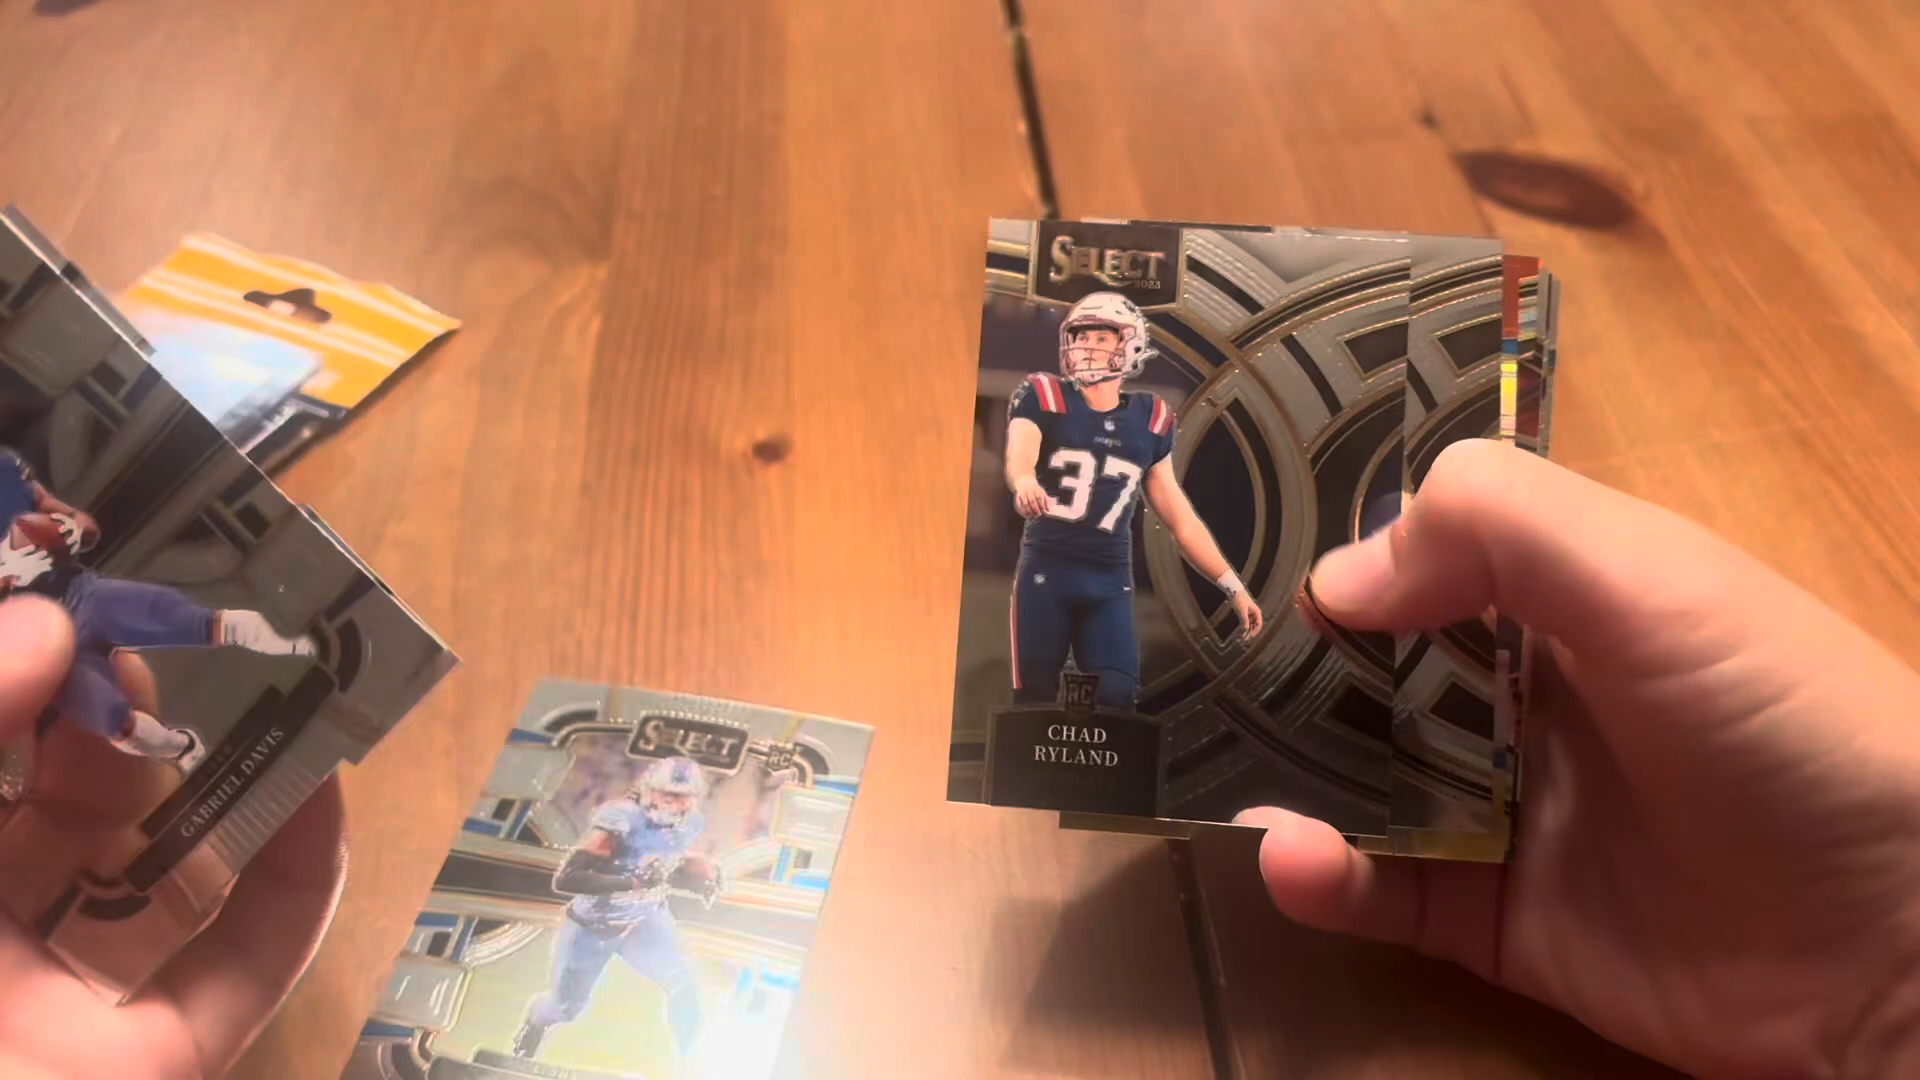 SELECT
2023
37
RC
CHAD
RYLAND
GABRIEL DAVIS
SELECT
RC